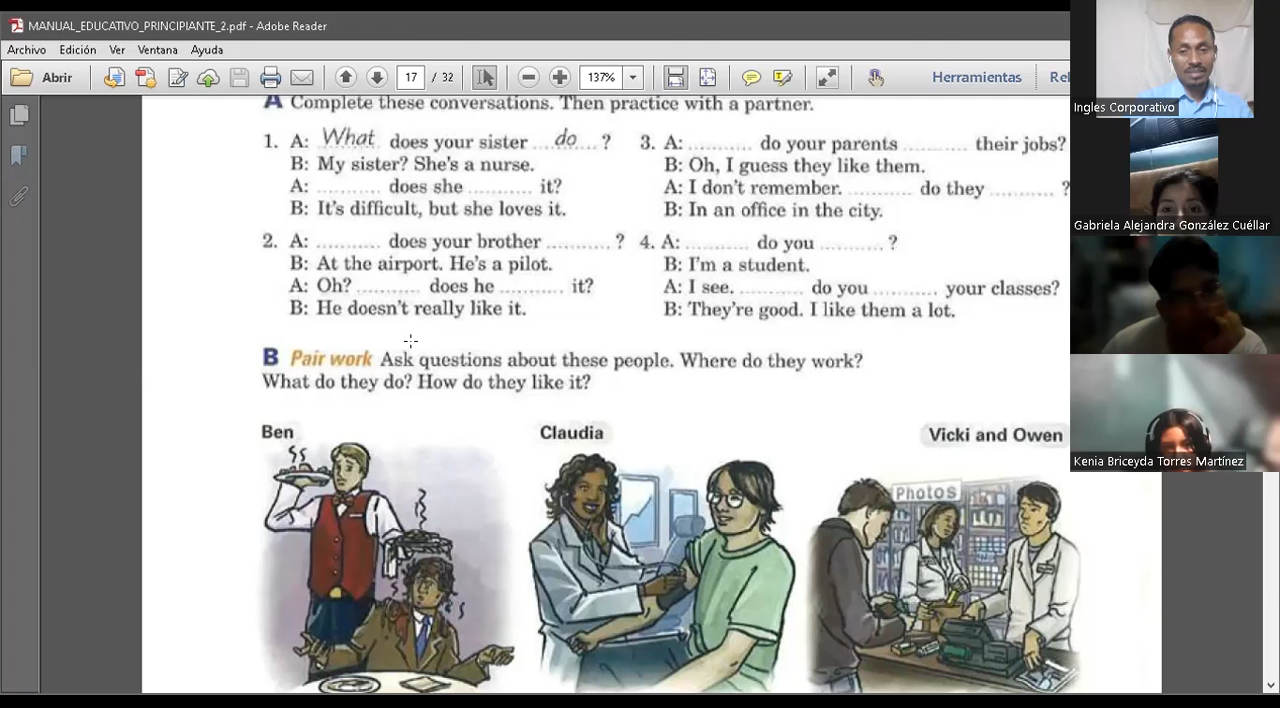 MANUAL_EDUCATIVO_PRINCIPIANTE_2.pdf - Adobe Reader
Archivo Edición Ver Ventana Ayuda
Abrir 17 / 32 137% Herramientas
A Complete these conversations. Then practice with a partner.
1. A: What does your sister do ?
B: My sister? She's a nurse.
A: .......... does she .......... it?
B: It's difficult, but she loves it.
2. A: .......... does your brother .......... ?
B: At the airport. He's a pilot.
A: Oh? .......... does he .......... it?
B: He doesn't really like it.
3. A: .......... do your parents .......... their jobs?
B: Oh, I guess they like them.
A: I don't remember. .......... do they .......... ?
B: In an office in the city.
4. A: .......... do you .......... ?
B: I'm a student.
A: I see. .......... do you .......... your classes?
B: They're good. I like them a lot.
B Pair work Ask questions about these people. Where do they work?
What do they do? How do they like it?
Ben
Claudia
Vicki and Owen
Photos
Ingles Corporativo
Gabriela Alejandra González Cuéllar
Kenia Briceyda Torres Martínez